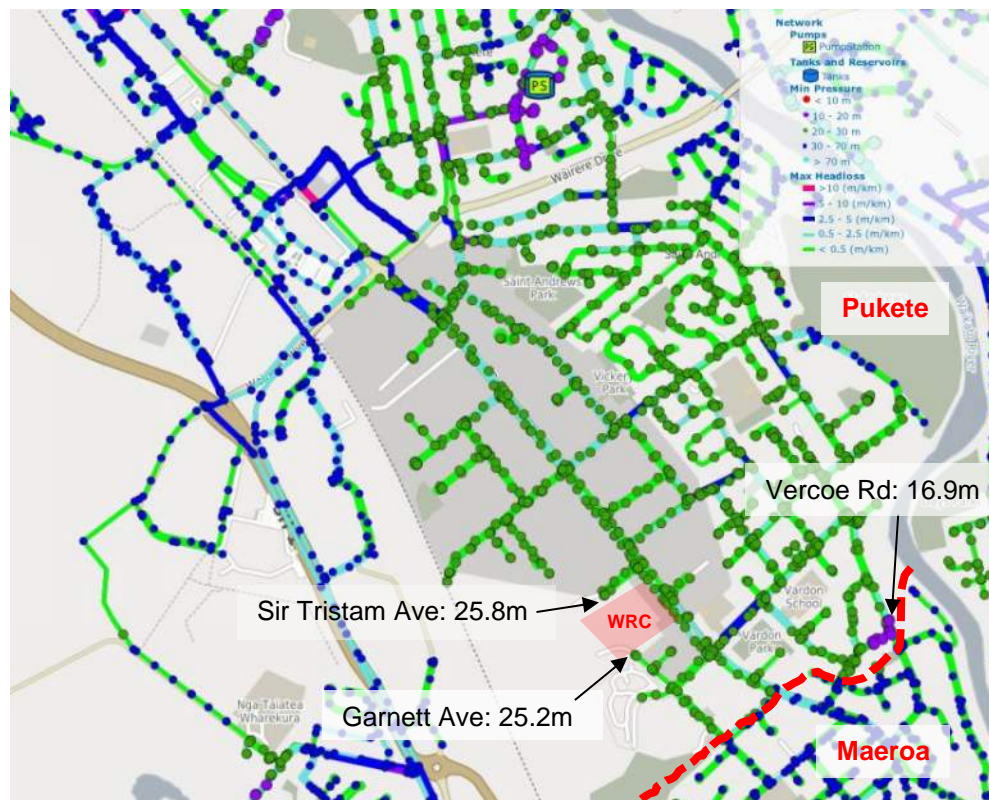 Network
Pumps
PS PumpStation
Tanks and Reservoirs
Tanks
Min Pressure
< 10 m
10 - 20 m
20 - 30 m
30 - 70 m
> 70 m
Max Headloss
>10 (m/km)
5 - 10 (m/km)
2.5 - 5 (m/km)
0.5 - 2.5 (m/km)
< 0.5 (m/km)
PS
Wairere Drive
Saint Andrews
Park
Pukete
Vicker
Park
Vercoe Rd: 16.9m
Sir Tristam Ave: 25.8m
WRC
Vardon
School
Vardon
Park
Garnett Ave: 25.2m
Nga Taiatea
Wharekura
Maeroa